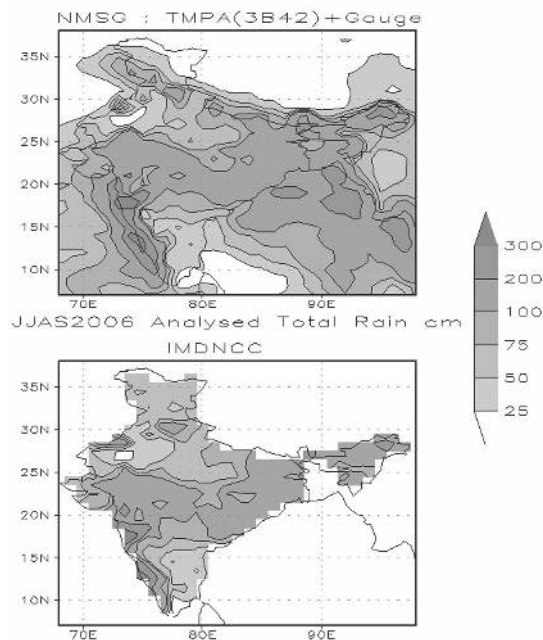 NMSG : TMPA(3B42)+Gauge
35N
30N
25N
20N
15N
10N
70E 80E 90E
JJAS2006 Analysed Total Rain cm
IMDNCC
35N
30N
25N
20N
15N
10N
70E 80E 90E
300
200
100
75
50
25